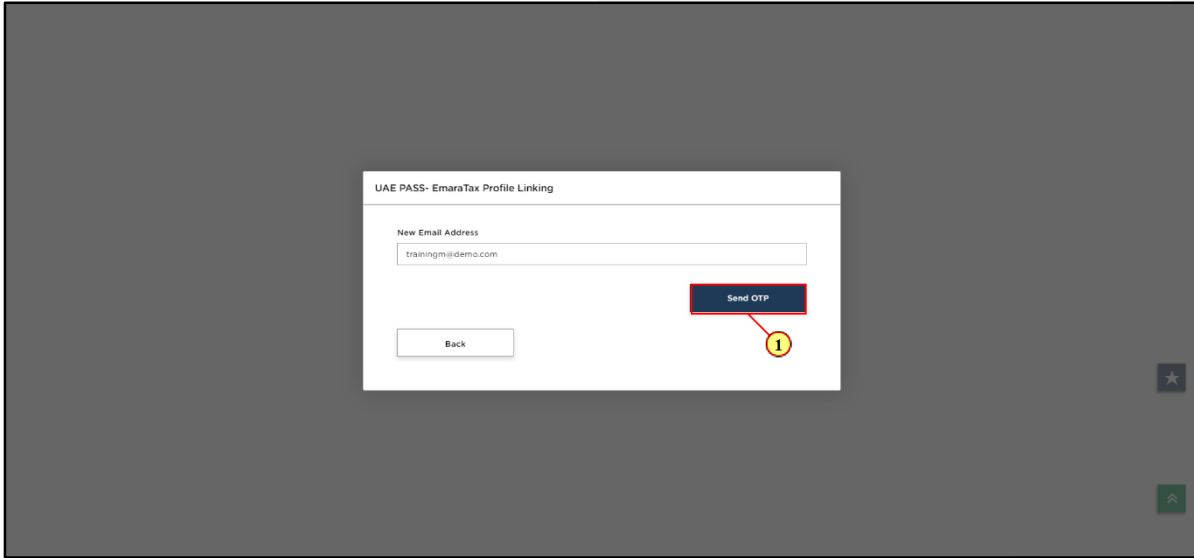 UAE PASS- EmaraTax Profile Linking
New Email Address
trainingm@demo.com
Send OTP
Back
1